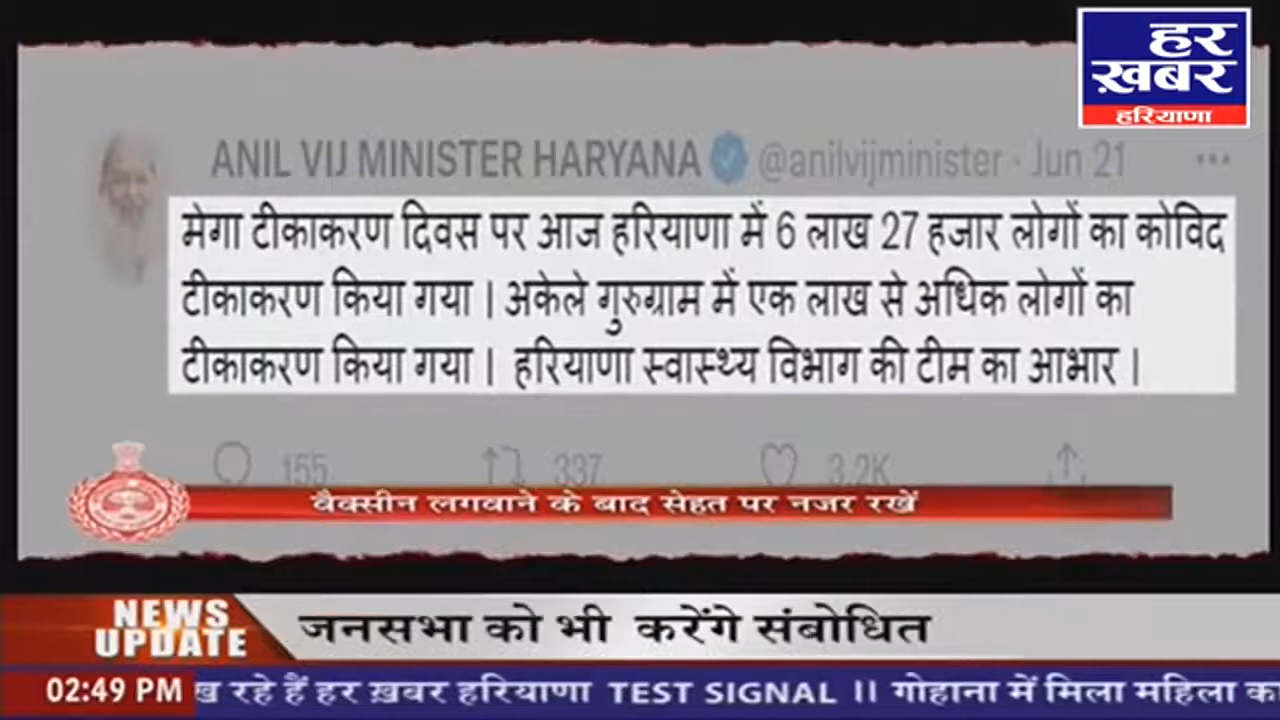 हर
ख़बर
हरियाणा
ANIL VIJ MINISTER HARYANA @anilvijminister · Jun 21
मेगा टीकाकरण दिवस पर आज हरियाणा में 6 लाख 27 हजार लोगों का कोविद
टीकाकरण किया गया | अकेले गुरुग्राम में एक लाख से अधिक लोगों का
टीकाकरण किया गया | हरियाणा स्वास्थ्य विभाग की टीम का आभार |
155 337 3.2K
वैक्सीन लगवाने के बाद सेहत पर नजर रखें
NEWS
UPDATE
जनसभा को भी करेंगे संबोधित
02:49 PM ख रहे हैं हर ख़बर हरियाणा TEST SIGNAL || गोहाना में मिला महिला का